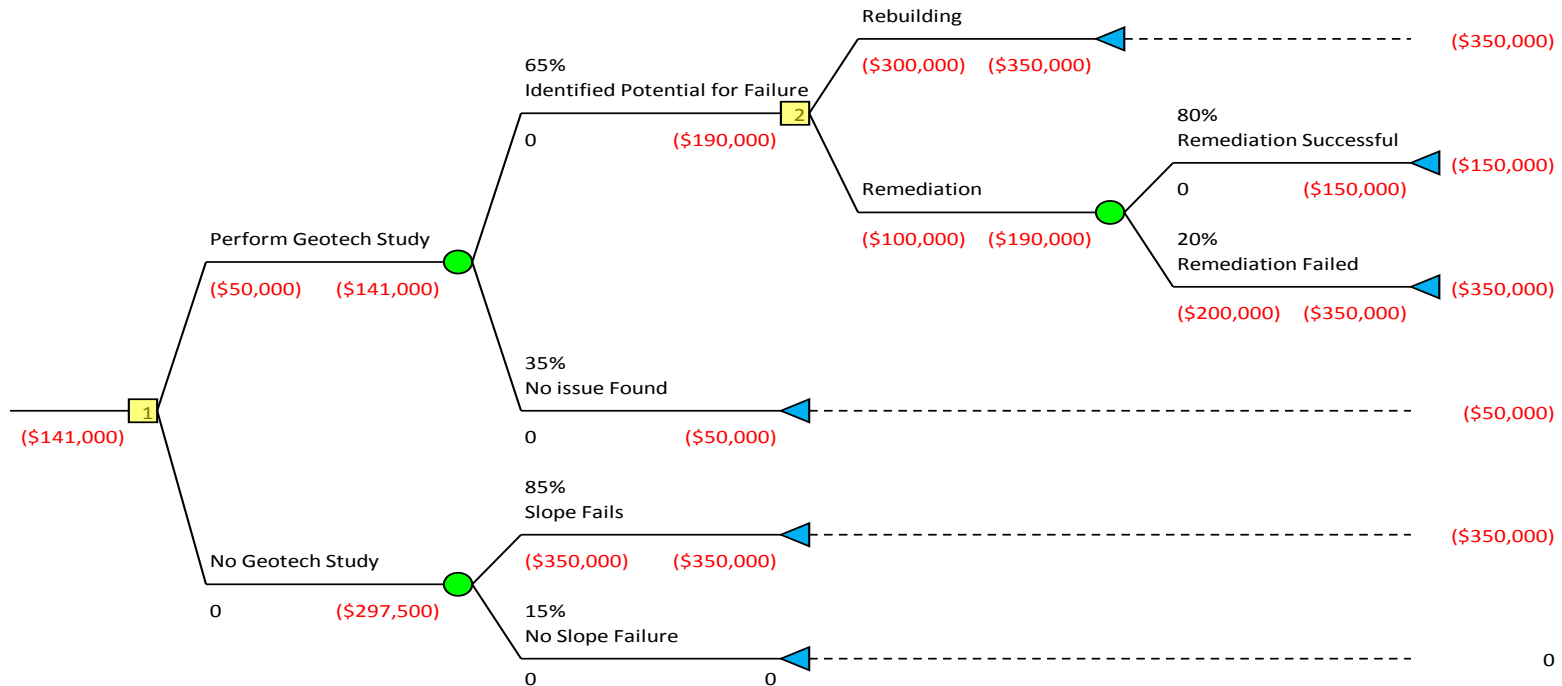 Rebuilding
($300,000) ($350,000)
($350,000)
65%
Identified Potential for Failure
0 ($190,000)
2
80%
Remediation Successful
0 ($150,000)
($150,000)
Remediation
($100,000) ($190,000)
20%
Remediation Failed
($200,000) ($350,000)
($350,000)
Perform Geotech Study
($50,000) ($141,000)
35%
No issue Found
0 ($50,000)
($50,000)
1
($141,000)
85%
Slope Fails
($350,000) ($350,000)
($350,000)
No Geotech Study
0 ($297,500)
15%
No Slope Failure
0 0
0